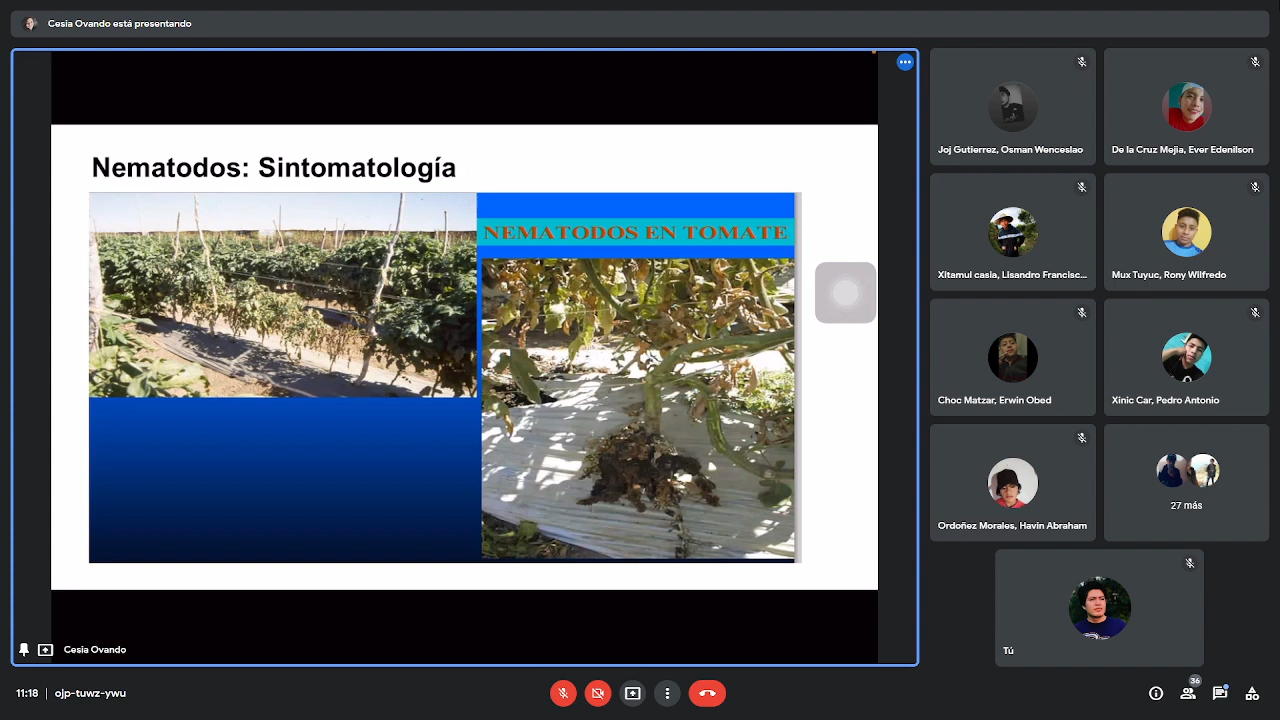 Cesia Ovando está presentando
Nematodos: Sintomatología
NEMATODOS EN TOMATE
Cesia Ovando
Joj Gutierrez, Osman Wenceslao
De la Cruz Mejia, Ever Edenilson
Xitamul casia, Lisandro Francisc...
Mux Tuyuc, Rony Wilfredo
Choc Matzar, Erwin Obed
Xinic Car, Pedro Antonio
Ordoñez Morales, Havin Abraham
27 más
Tú
11:18 | ojp-tuwz-ywu
36